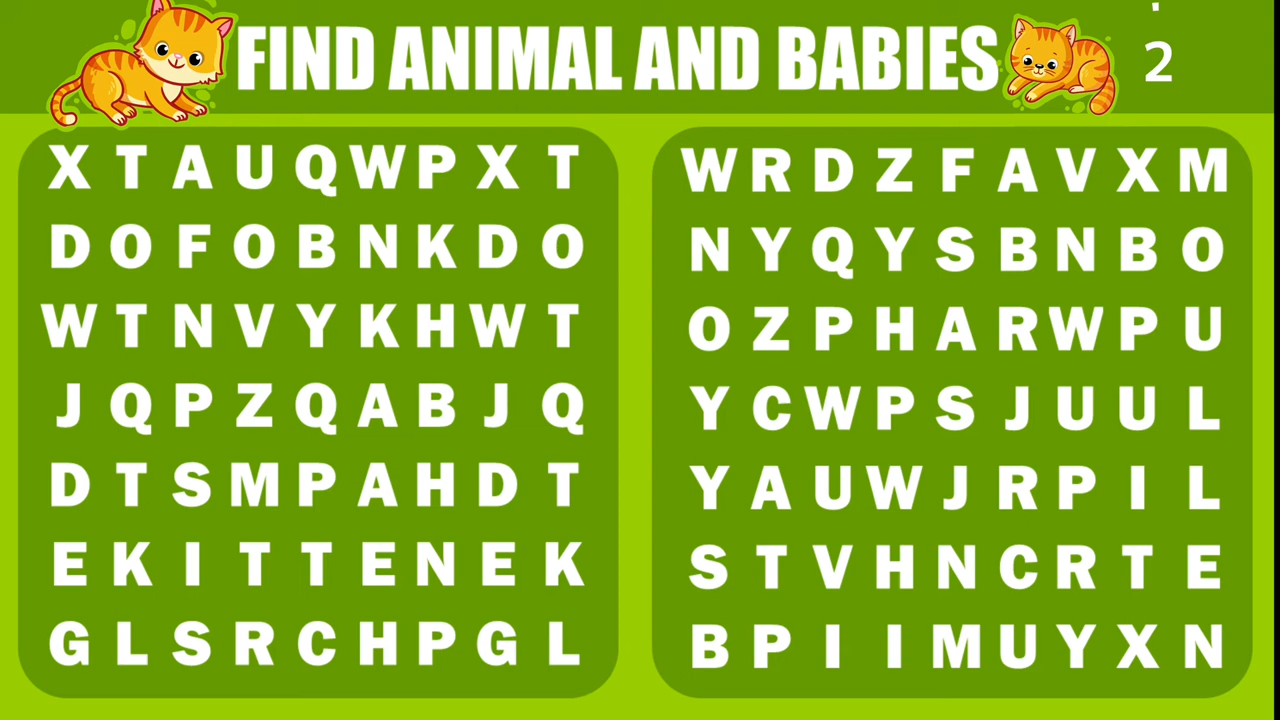 FIND ANIMAL AND BABIES
2
X T A U Q W P X T
D O F O B N K D O
W T N V Y K H W T
J Q P Z Q A B J Q
D T S M P A H D T
E K I T T E N E K
G L S R C H P G L
W R D Z F A V X M
N Y Q Y S B N B O
O Z P H A R W P U
Y C W P S J U U L
Y A U W J R P I L
S T V H N C R T E
B P I I M U Y X N